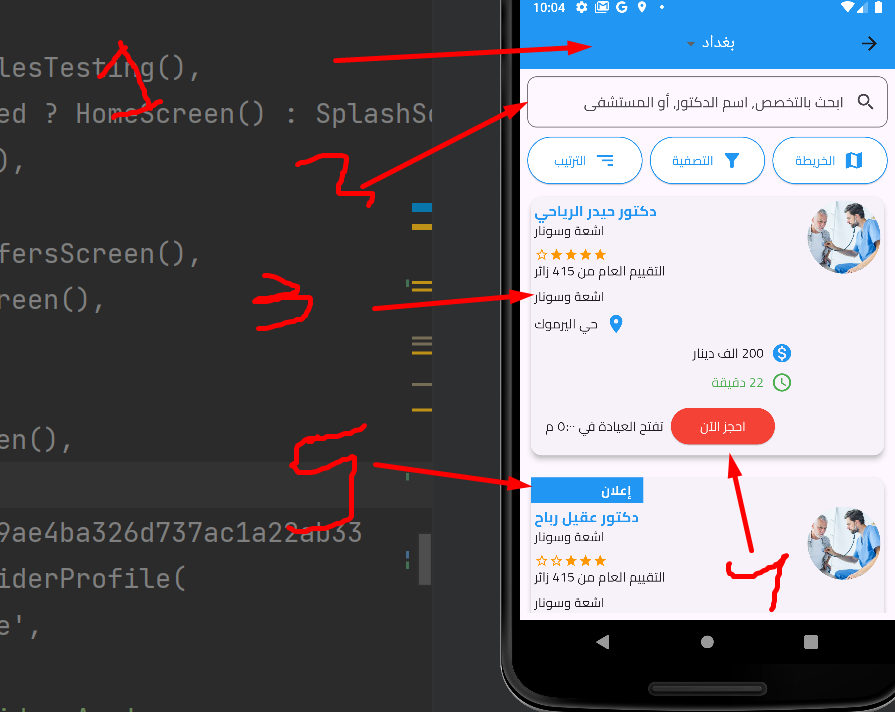 10:04
بغداد
lesTesting(),
ed ? HomeScreen() : SplashSc
),
fersScreen(),
reen(),
en(),
9ae4ba326d737ac1a22ab33
iderProfile(
e',
1
2
3
5
4
ابحث بالتخصص, اسم الدكتور, أو المستشفى
الخريطة
التصفية
الترتيب
دكتور حيدر الرياحي
اشعة وسونار
التقييم العام من 415 زائر
اشعة وسونار
حي اليرموك
200 الف دينار
22 دقيقة
احجز الآن
تفتح العيادة في ٥:٠٠ م
إعلان
دكتور عقيل رباح
اشعة وسونار
التقييم العام من 415 زائر
اشعة وسونار